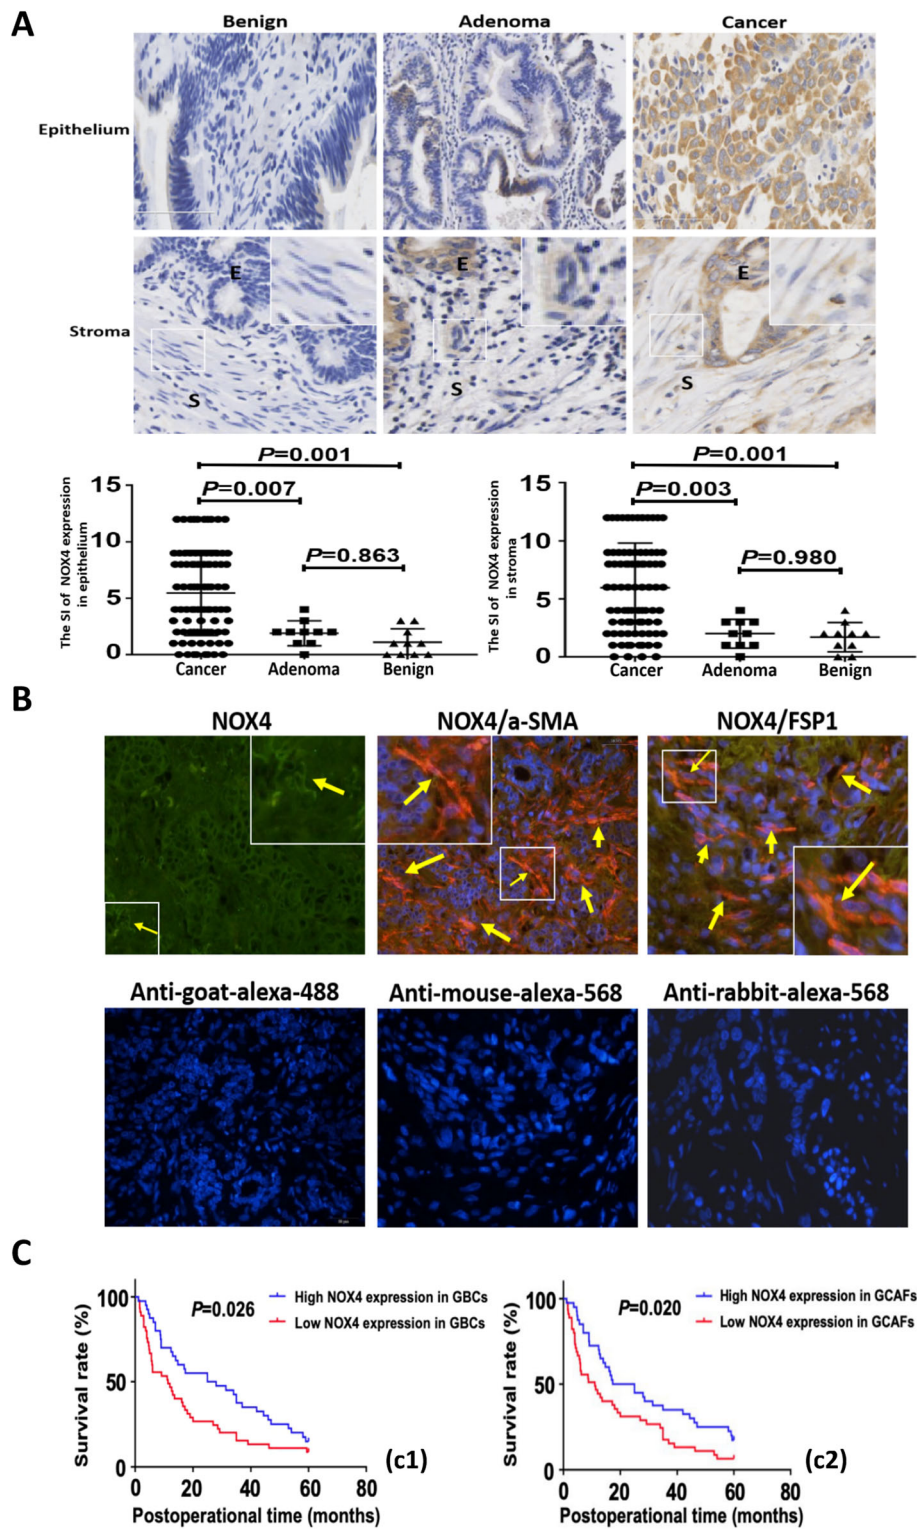 A
Benign
Adenoma
Cancer
Epithelium
Stroma
E
S
E
S
E
S
P=0.001
P=0.007
P=0.863
The SI of NOX4 expression
in epithelium
15
10
5
0
Cancer
Adenoma
Benign
P=0.001
P=0.003
P=0.980
The SI of NOX4 expression
in stroma
15
10
5
0
Cancer
Adenoma
Benign
B
NOX4
NOX4/a-SMA
NOX4/FSP1
Anti-goat-alexa-488
Anti-mouse-alexa-568
Anti-rabbit-alexa-568
C
Survival rate (%)
100
50
0
P=0.026
High NOX4 expression in GBCs
Low NOX4 expression in GBCs
0 20 40 60 80
Postoperational time (months)
(c1)
Survival rate (%)
100
50
0
P=0.020
High NOX4 expression in GCAFs
Low NOX4 expression in GCAFs
0 20 40 60 80
Postoperational time (months)
(c2)